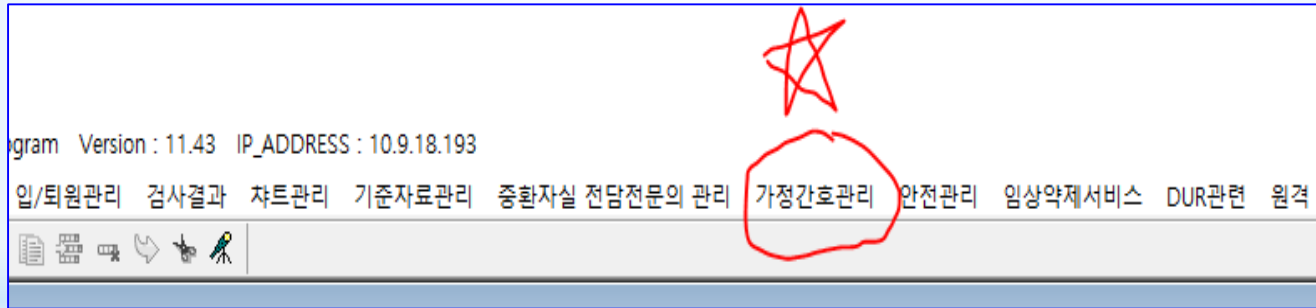 ogram Version : 11.43 IP_ADDRESS : 10.9.18.193
입/퇴원관리 검사결과 챠트관리 기준자료관리 중환자실 전담전문의 관리 가정간호관리 안전관리 임상약제서비스 DUR관련 원격